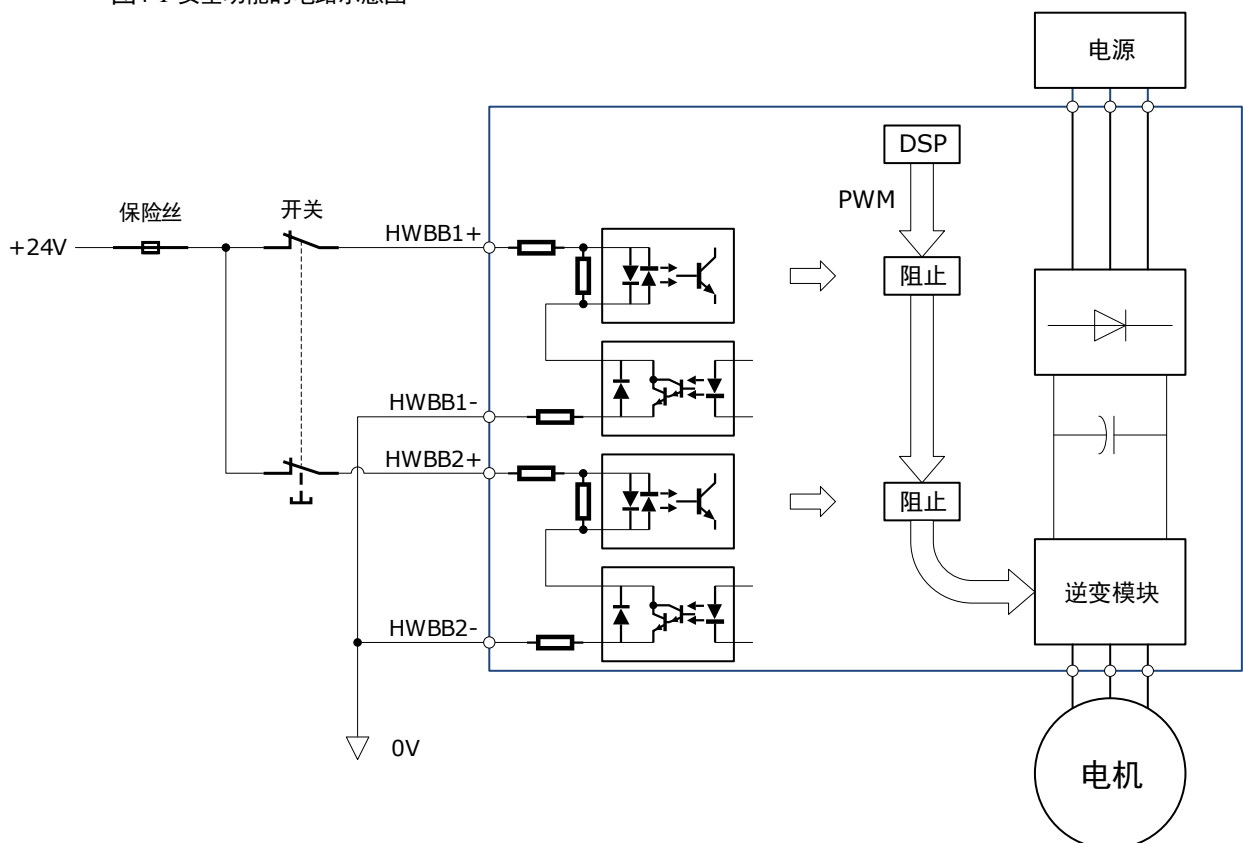 电源
DSP
PWM
保险丝
开关
+24V
HWBB1+
阻止
HWBB1-
HWBB2+
阻止
逆变模块
HWBB2-
0V
电机